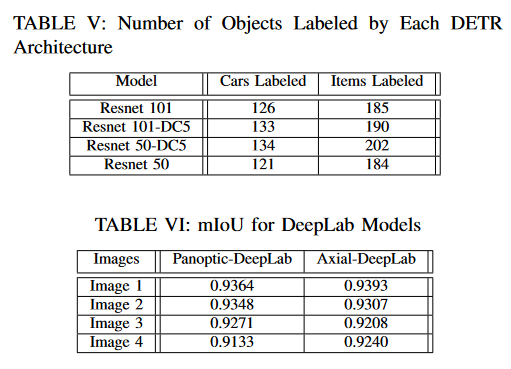 TABLE V: Number of Objects Labeled by Each DETR
Architecture
Model Cars Labeled Items Labeled
Resnet 101 126 185
Resnet 101-DC5 133 190
Resnet 50-DC5 134 202
Resnet 50 121 184
TABLE VI: mIoU for DeepLab Models
Images Panoptic-DeepLab Axial-DeepLab
Image 1 0.9364 0.9393
Image 2 0.9348 0.9307
Image 3 0.9271 0.9208
Image 4 0.9133 0.9240